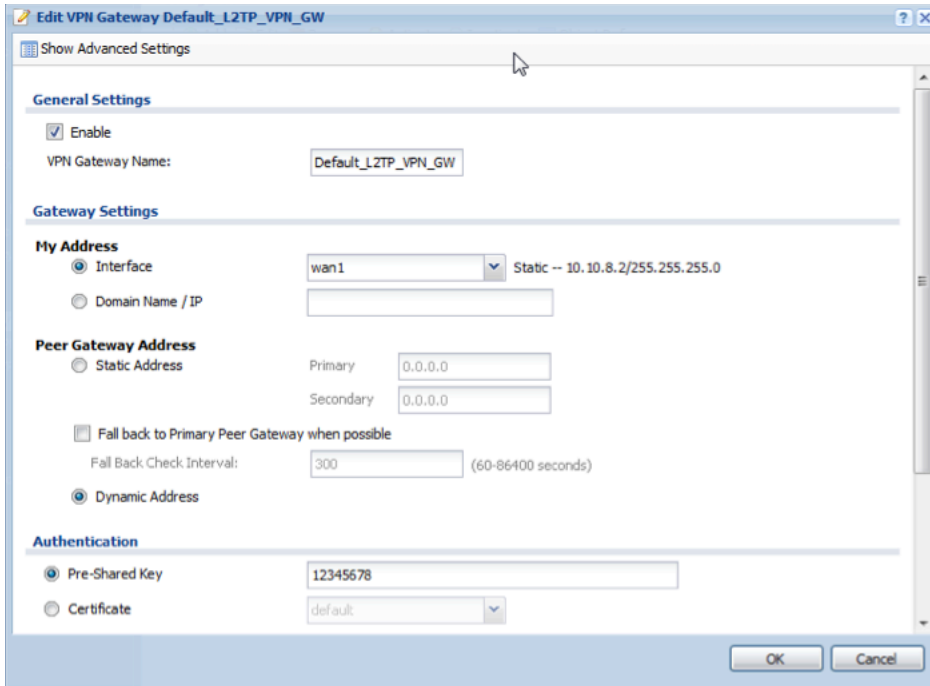 Edit VPN Gateway Default_L2TP_VPN_GW
Show Advanced Settings
General Settings
Enable
VPN Gateway Name: Default_L2TP_VPN_GW
Gateway Settings
My Address
Interface wan1 Static -- 10.10.8.2/255.255.255.0
Domain Name / IP
Peer Gateway Address
Static Address Primary 0.0.0.0
Secondary 0.0.0.0
Fall back to Primary Peer Gateway when possible
Fall Back Check Interval: 300 (60-86400 seconds)
Dynamic Address
Authentication
Pre-Shared Key 12345678
Certificate default
OK Cancel